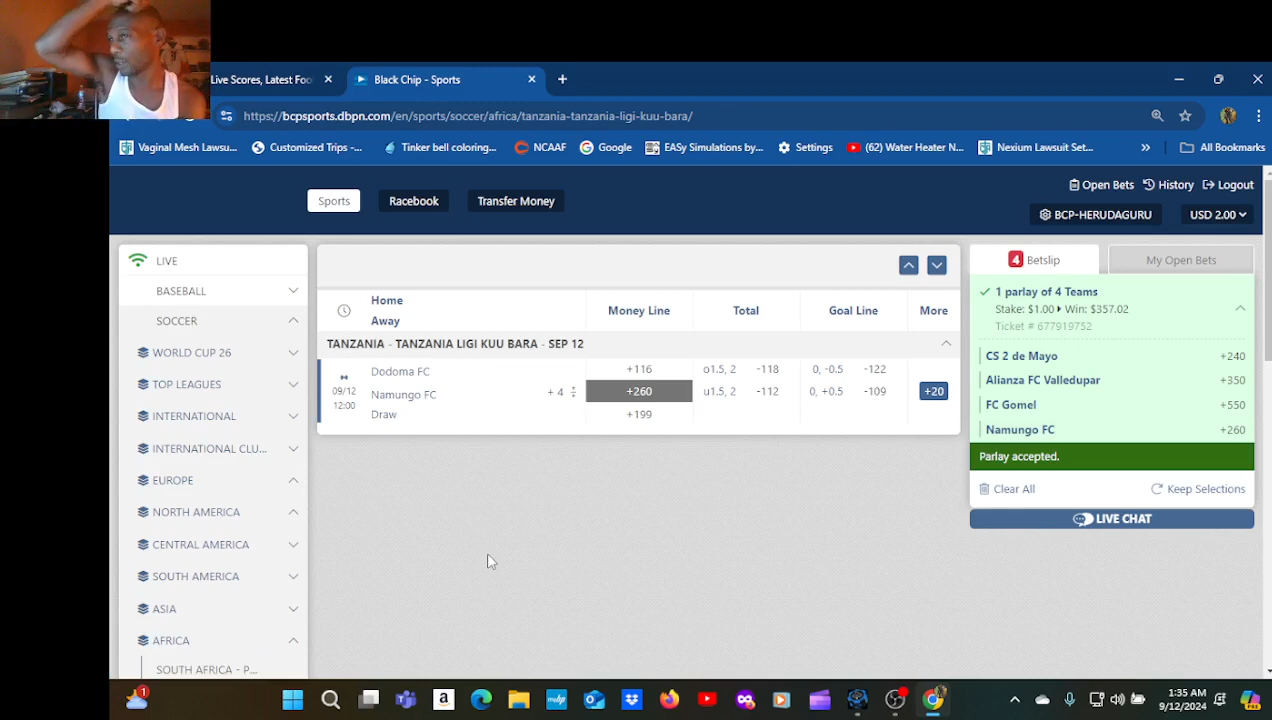 Live Scores, Latest Foo
Black Chip - Sports
https://bcpsports.dbpn.com/en/sports/soccer/africa/tanzania-tanzania-ligi-kuu-bara/
Vaginal Mesh Lawsu... Customized Trips -... Tinker bell coloring... NCAAF Google EASy Simulations by... Settings (62) Water Heater N... Nexium Lawsuit Set... » All Bookmarks
Open Bets History Logout
Sports Racebook Transfer Money
BCP-HERUDAGURU USD 2.00
LIVE
BASEBALL
SOCCER
WORLD CUP 26
TOP LEAGUES
INTERNATIONAL
INTERNATIONAL CLU...
EUROPE
NORTH AMERICA
CENTRAL AMERICA
SOUTH AMERICA
ASIA
AFRICA
SOUTH AFRICA - P...
Home
Away
Money Line Total Goal Line More
TANZANIA - TANZANIA LIGI KUU BARA - SEP 12
09/12
12:00
Dodoma FC +116 o1.5, 2 -118 0, -0.5 -122
Namungo FC + 4 +260 u1.5, 2 -112 0, +0.5 -109 +20
Draw +199
4 Betslip My Open Bets
1 parlay of 4 Teams
Stake: $1.00 Win: $357.02
Ticket # 677919752
CS 2 de Mayo +240
Alianza FC Valledupar +350
FC Gomel +550
Namungo FC +260
Parlay accepted.
Clear All Keep Selections
LIVE CHAT
1
1:35 AM
9/12/2024